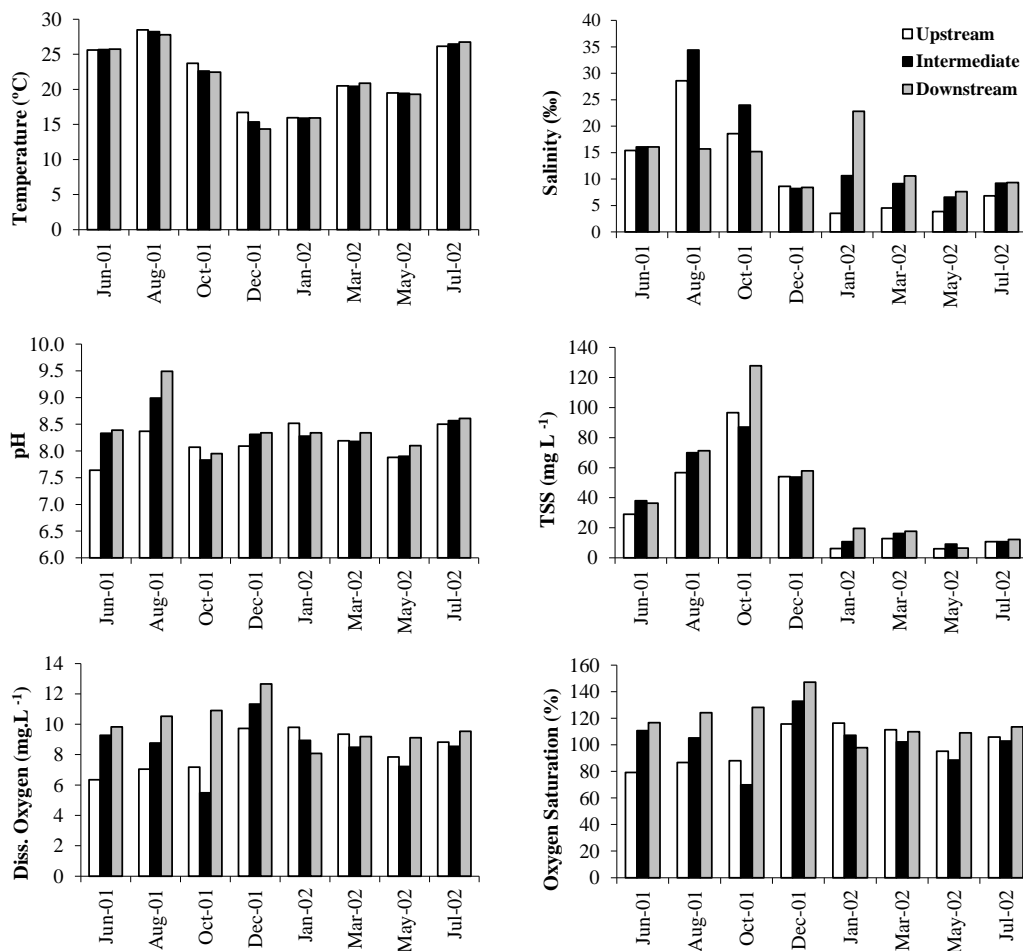 Temperature (ºC)
30
25
20
15
10
5
0
Jun-01
Aug-01
Oct-01
Dec-01
Jan-02
Mar-02
May-02
Jul-02
Salinity (‰)
40
35
30
25
20
15
10
5
0
Upstream
Intermediate
Downstream
Jun-01
Aug-01
Oct-01
Dec-01
Jan-02
Mar-02
May-02
Jul-02
pH
10.0
9.5
9.0
8.5
8.0
7.5
7.0
6.5
6.0
Jun-01
Aug-01
Oct-01
Dec-01
Jan-02
Mar-02
May-02
Jul-02
TSS (mg L -1)
140
120
100
80
60
40
20
0
Jun-01
Aug-01
Oct-01
Dec-01
Jan-02
Mar-02
May-02
Jul-02
Diss. Oxygen (mg.L -1)
14
12
10
8
6
4
2
0
Jun-01
Aug-01
Oct-01
Dec-01
Jan-02
Mar-02
May-02
Jul-02
Oxygen Saturation (%)
160
140
120
100
80
60
40
20
0
Jun-01
Aug-01
Oct-01
Dec-01
Jan-02
Mar-02
May-02
Jul-02